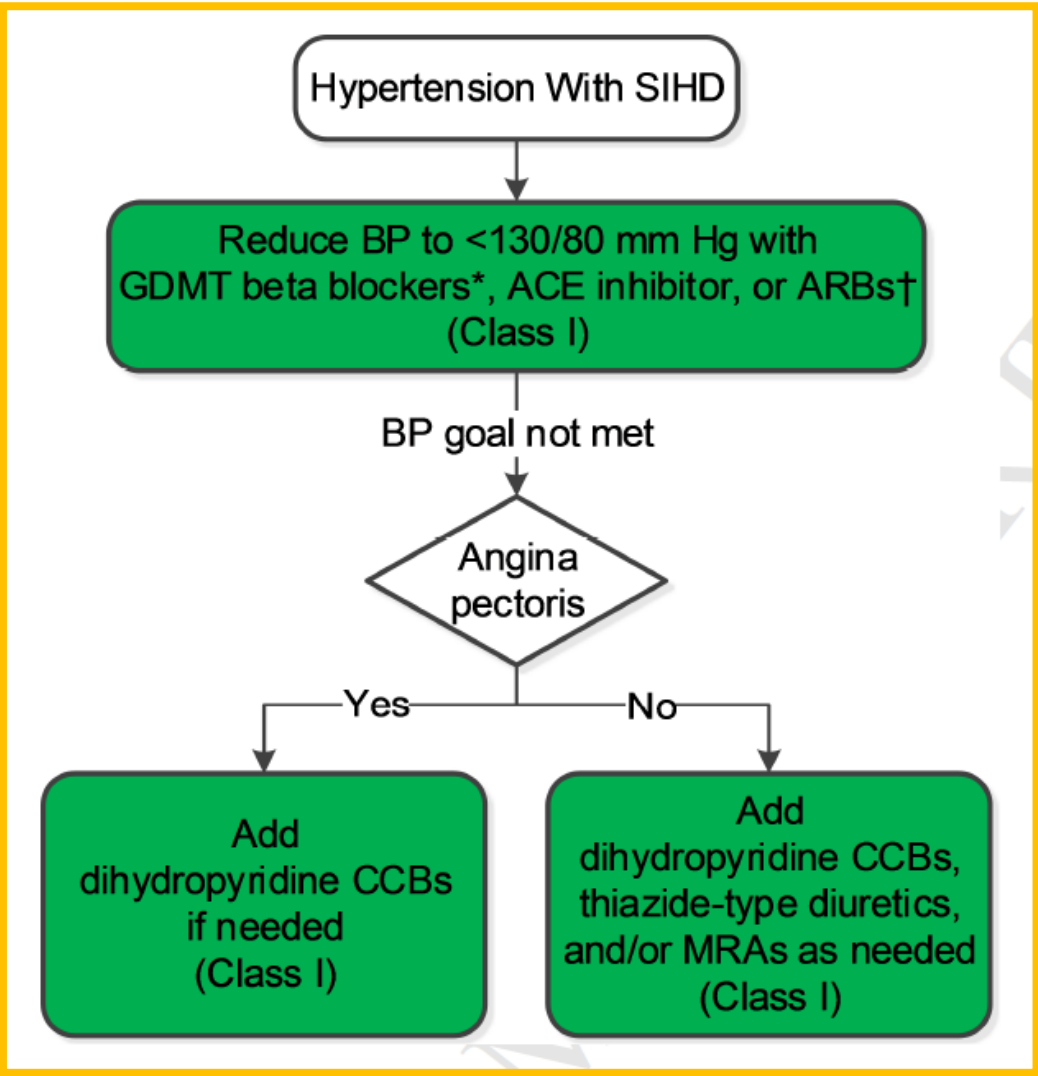 Hypertension With SIHD
Reduce BP to <130/80 mm Hg with
GDMT beta blockers*, ACE inhibitor, or ARBs†
(Class I)
BP goal not met
Angina
pectoris
Yes
No
Add
dihydropyridine CCBs
if needed
(Class I)
Add
dihydropyridine CCBs,
thiazide-type diuretics,
and/or MRAs as needed
(Class I)